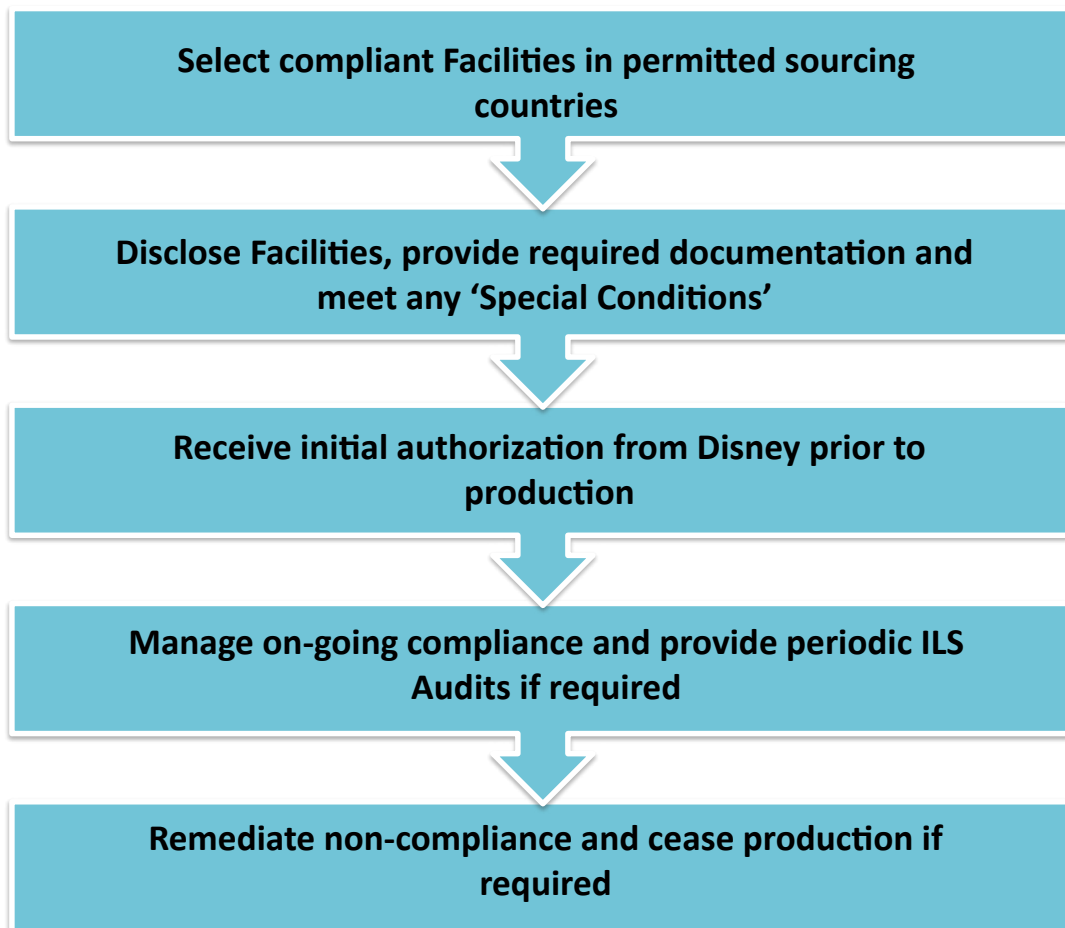 Select compliant Facilities in permitted sourcing
countries
Disclose Facilities, provide required documentation and
meet any ‘Special Conditions’
Receive initial authorization from Disney prior to
production
Manage on-going compliance and provide periodic ILS
Audits if required
Remediate non-compliance and cease production if
required